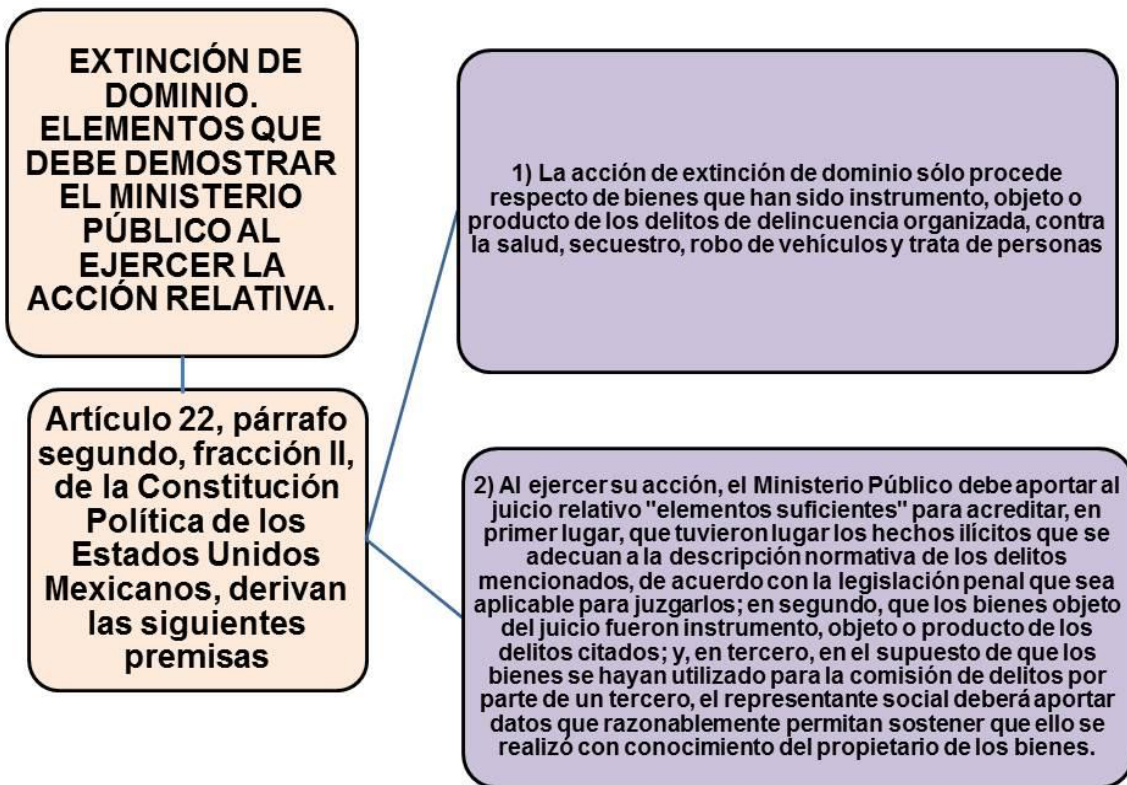 EXTINCIÓN DE
DOMINIO.
ELEMENTOS QUE
DEBE DEMOSTRAR
EL MINISTERIO
PÚBLICO AL
EJERCER LA
ACCIÓN RELATIVA.
Artículo 22, párrafo
segundo, fracción II,
de la Constitución
Política de los
Estados Unidos
Mexicanos, derivan
las siguientes
premisas
1) La acción de extinción de dominio sólo procede
respecto de bienes que han sido instrumento, objeto o
producto de los delitos de delincuencia organizada, contra
la salud, secuestro, robo de vehículos y trata de personas
2) Al ejercer su acción, el Ministerio Público debe aportar al
juicio relativo "elementos suficientes" para acreditar, en
primer lugar, que tuvieron lugar los hechos ilícitos que se
adecuan a la descripción normativa de los delitos
mencionados, de acuerdo con la legislación penal que sea
aplicable para juzgarlos; en segundo, que los bienes objeto
del juicio fueron instrumento, objeto o producto de los
delitos citados; y, en tercero, en el supuesto de que los
bienes se hayan utilizado para la comisión de delitos por
parte de un tercero, el representante social deberá aportar
datos que razonablemente permitan sostener que ello se
realizó con conocimiento del propietario de los bienes.